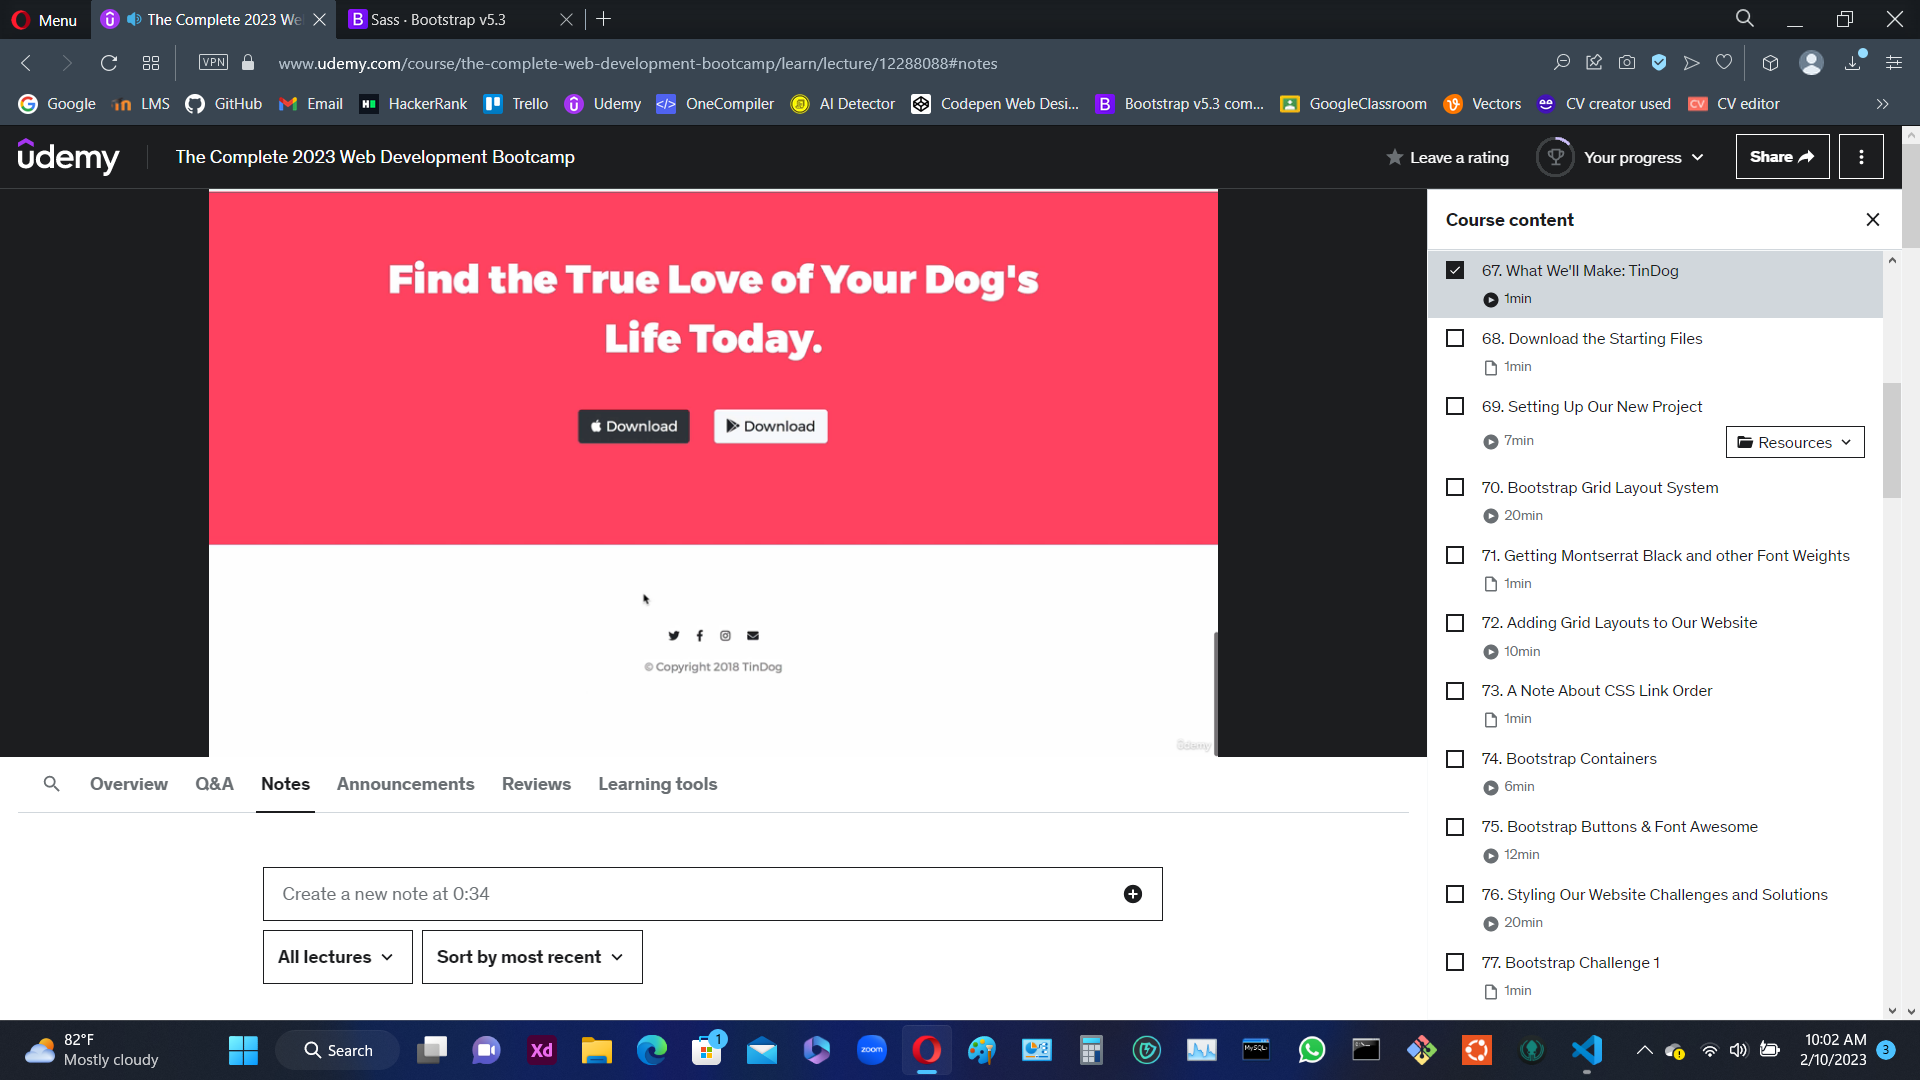 Menu
The Complete 2023 We
Sass · Bootstrap v5.3
VPN
www.udemy.com/course/the-complete-web-development-bootcamp/learn/lecture/12288088#notes
Google
LMS
GitHub
Email
HackerRank
Trello
Udemy
OneCompiler
AI Detector
Codepen Web Desi...
Bootstrap v5.3 com...
GoogleClassroom
Vectors
CV creator used
CV
CV editor
udemy
The Complete 2023 Web Development Bootcamp
Leave a rating
Your progress
Share
Find the True Love of Your Dog's
Life Today.
Download
Download
© Copyright 2018 TinDog
udemy
Course content
67. What We'll Make: TinDog
1min
68. Download the Starting Files
1min
69. Setting Up Our New Project
7min
Resources
70. Bootstrap Grid Layout System
20min
71. Getting Montserrat Black and other Font Weights
1min
72. Adding Grid Layouts to Our Website
10min
73. A Note About CSS Link Order
1min
74. Bootstrap Containers
6min
75. Bootstrap Buttons & Font Awesome
12min
76. Styling Our Website Challenges and Solutions
20min
77. Bootstrap Challenge 1
1min
Overview
Q&A
Notes
Announcements
Reviews
Learning tools
Create a new note at 0:34
All lectures
Sort by most recent
82°F
Mostly cloudy
Search
Xd
1
zoom
MySQL
10:02 AM
2/10/2023
3